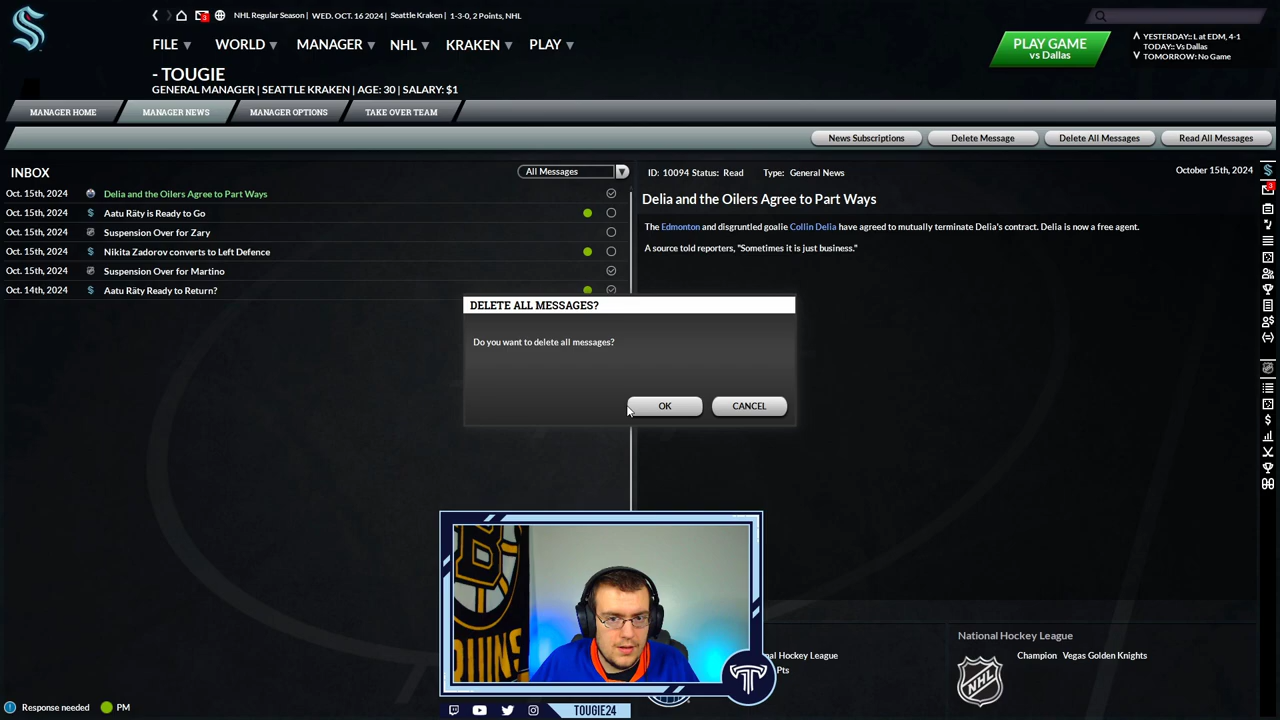 3
NHL Regular Season | WED. OCT. 16 2024 | Seattle Kraken | 1-3-0, 2 Points, NHL
FILE
WORLD
MANAGER
NHL
KRAKEN
PLAY
PLAY GAME
vs Dallas
YESTERDAY:: L at EDM, 4-1
TODAY:: Vs Dallas
TOMORROW: No Game
- TOUGIE
GENERAL MANAGER | SEATTLE KRAKEN | AGE: 30 | SALARY: $1
MANAGER HOME
MANAGER NEWS
MANAGER OPTIONS
TAKE OVER TEAM
News Subscriptions
Delete Message
Delete All Messages
Read All Messages
INBOX
All Messages
Oct. 15th, 2024 Delia and the Oilers Agree to Part Ways
Oct. 15th, 2024 Aatu Räty is Ready to Go
Oct. 15th, 2024 Suspension Over for Zary
Oct. 15th, 2024 Nikita Zadorov converts to Left Defence
Oct. 15th, 2024 Suspension Over for Martino
Oct. 14th, 2024 Aatu Räty Ready to Return?
ID: 10094 Status: Read Type: General News
October 15th, 2024
Delia and the Oilers Agree to Part Ways
The Edmonton and disgruntled goalie Collin Delia have agreed to mutually terminate Delia's contract. Delia is now a free agent.
A source told reporters, "Sometimes it is just business."
3
DELETE ALL MESSAGES?
Do you want to delete all messages?
OK
CANCEL
B
UINS
nal Hockey League
Pts
National Hockey League
Champion Vegas Golden Knights
NHL
TOUGIE24
Response needed
PM